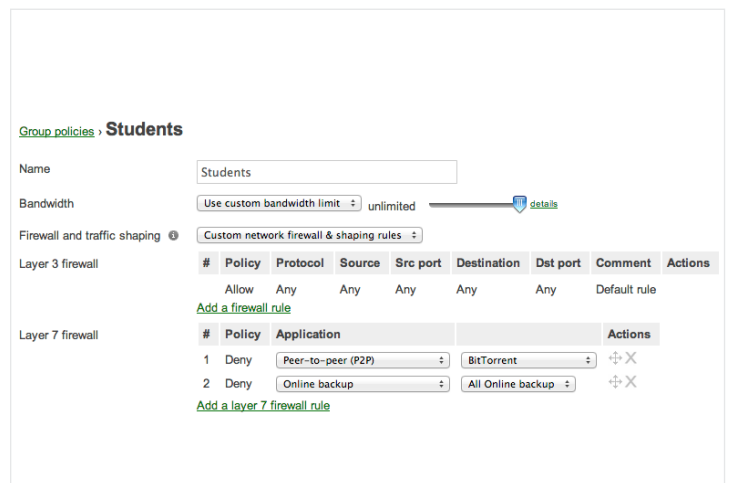 Group policies › Students
Name Students
Bandwidth Use custom bandwidth limit unlimited details
Firewall and traffic shaping i Custom network firewall & shaping rules
Layer 3 firewall # Policy Protocol Source Src port Destination Dst port Comment Actions
Allow Any Any Any Any Any Default rule
Add a firewall rule
Layer 7 firewall # Policy Application Actions
1 Deny Peer-to-peer (P2P) BitTorrent
2 Deny Online backup All Online backup
Add a layer 7 firewall rule